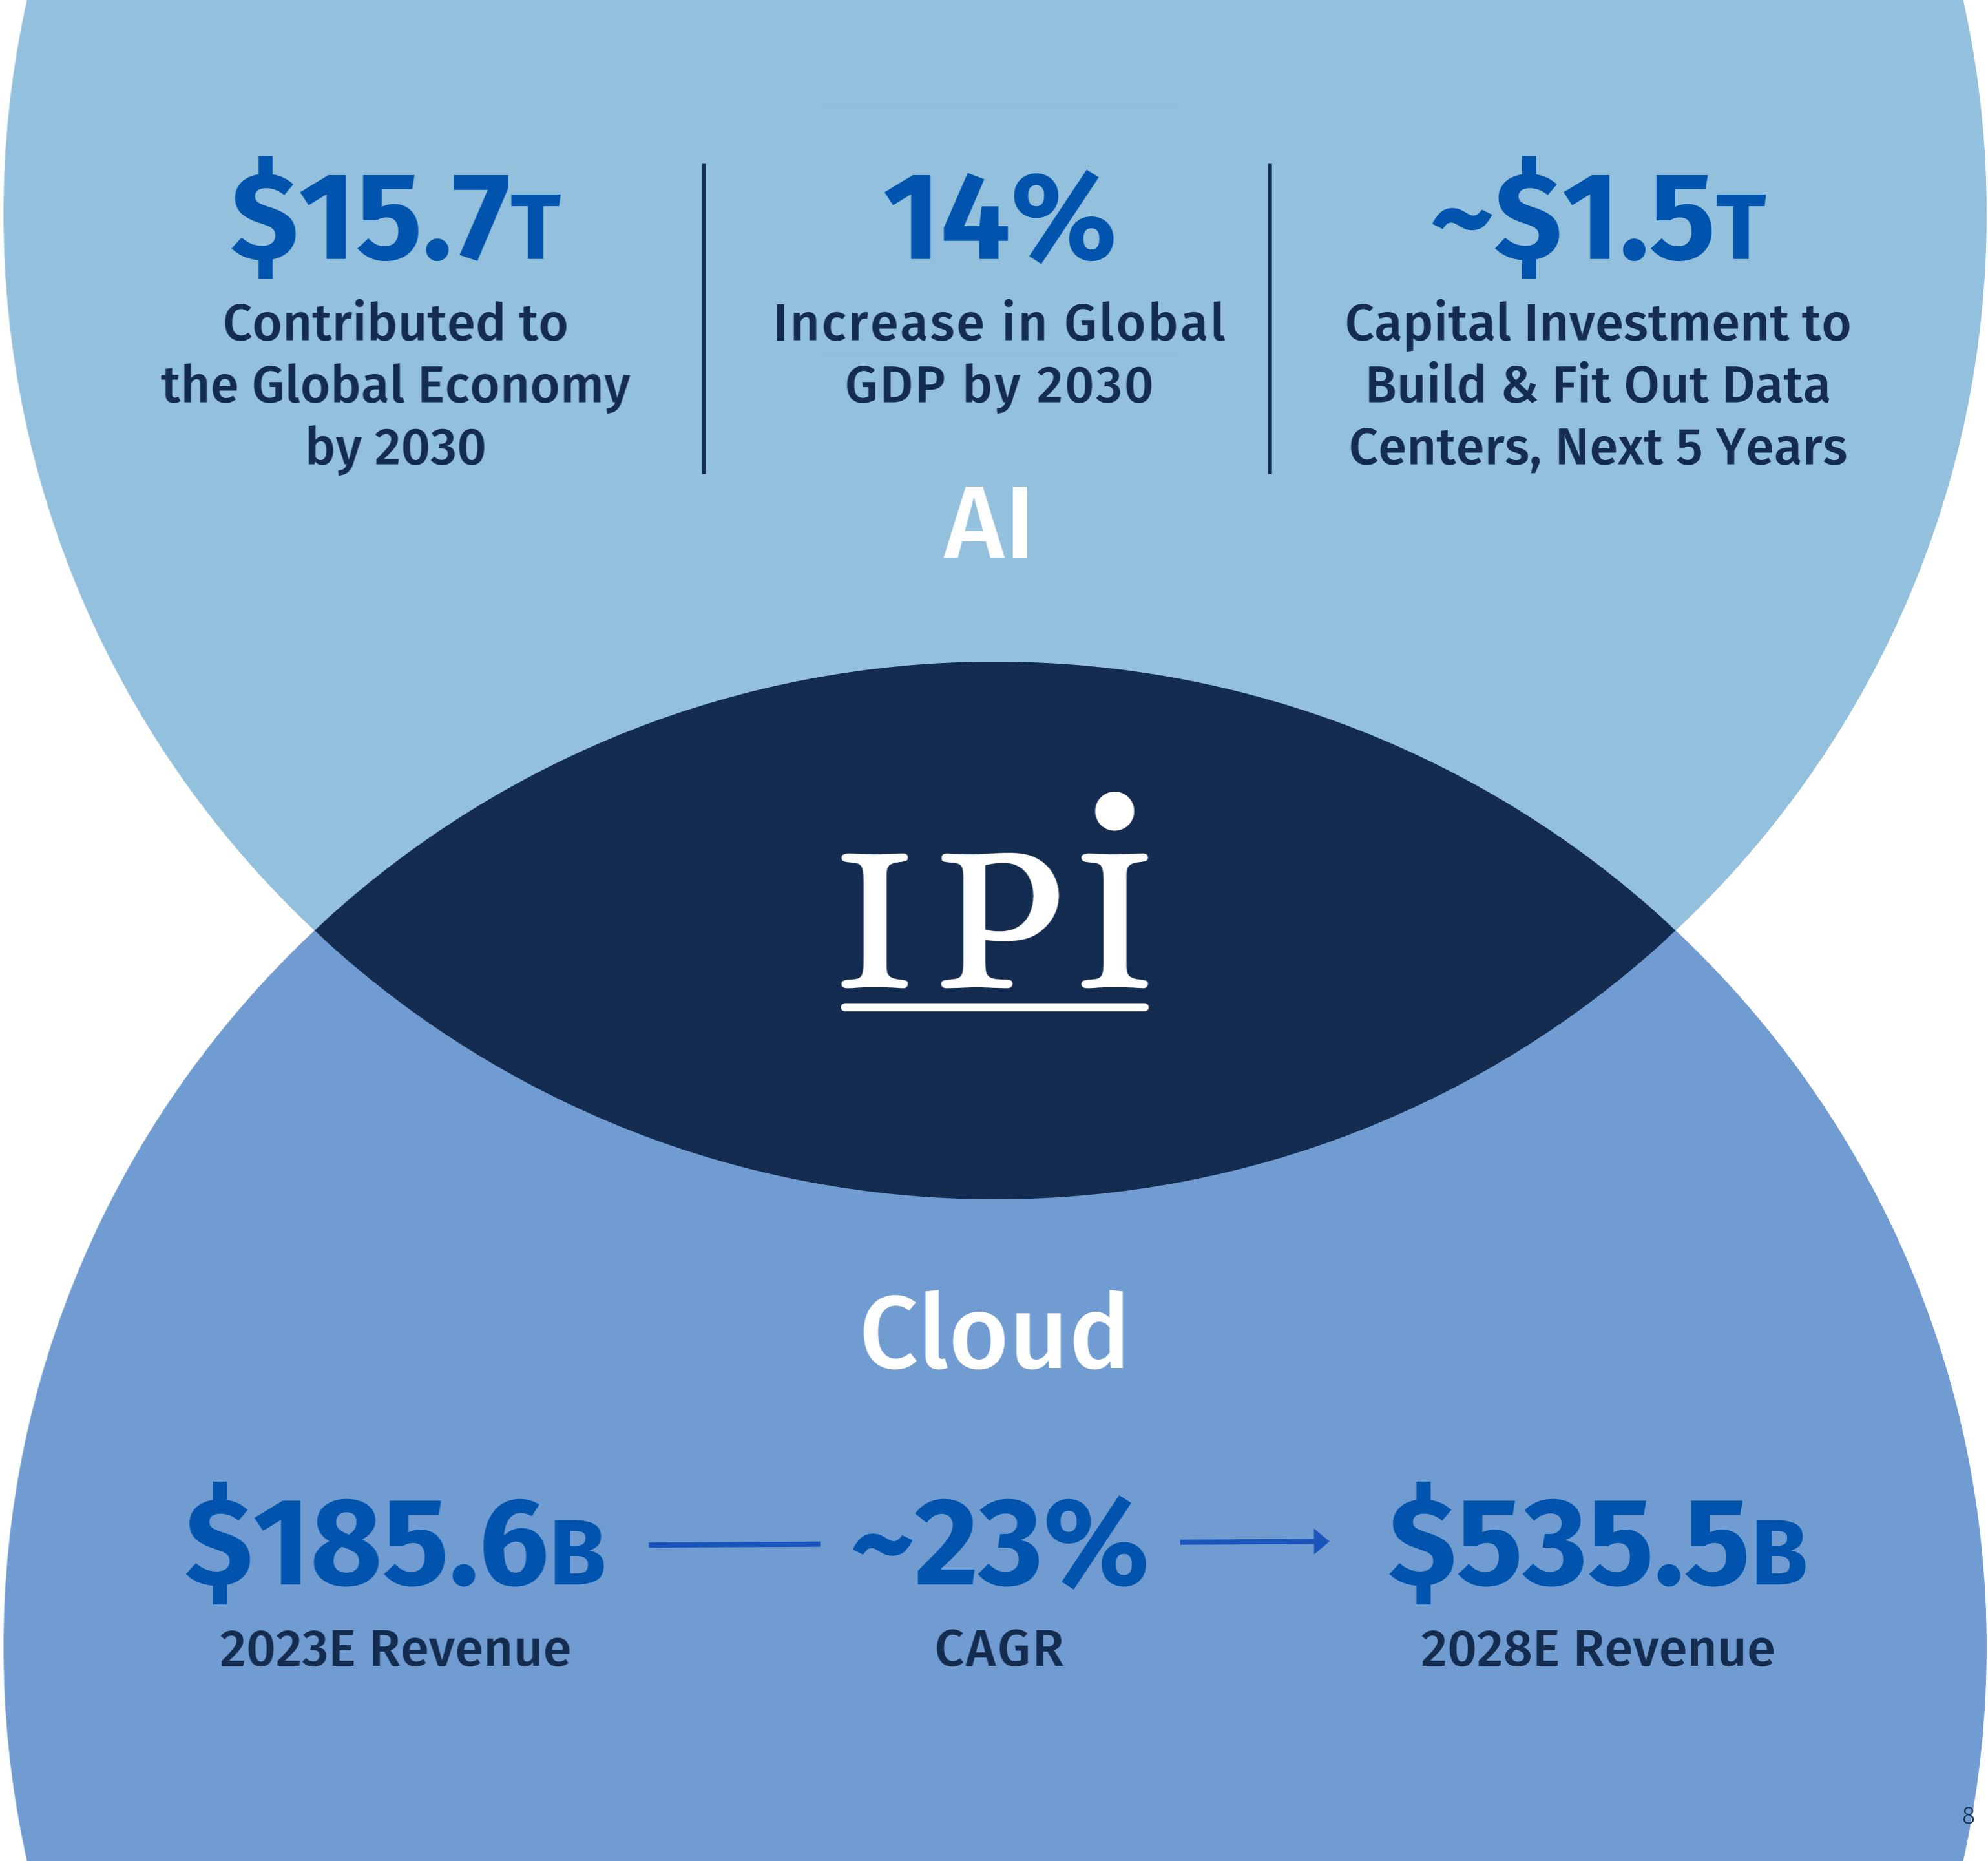 $15.7T
Contributed to
the Global Economy
by 2030
14%
Increase in Global
GDP by 2030
~$1.5T
Capital Investment to
Build & Fit Out Data
Centers, Next 5 Years
AI
IPi
Cloud
$185.6B
2023E Revenue
~23%
CAGR
$535.5B
2028E Revenue
8